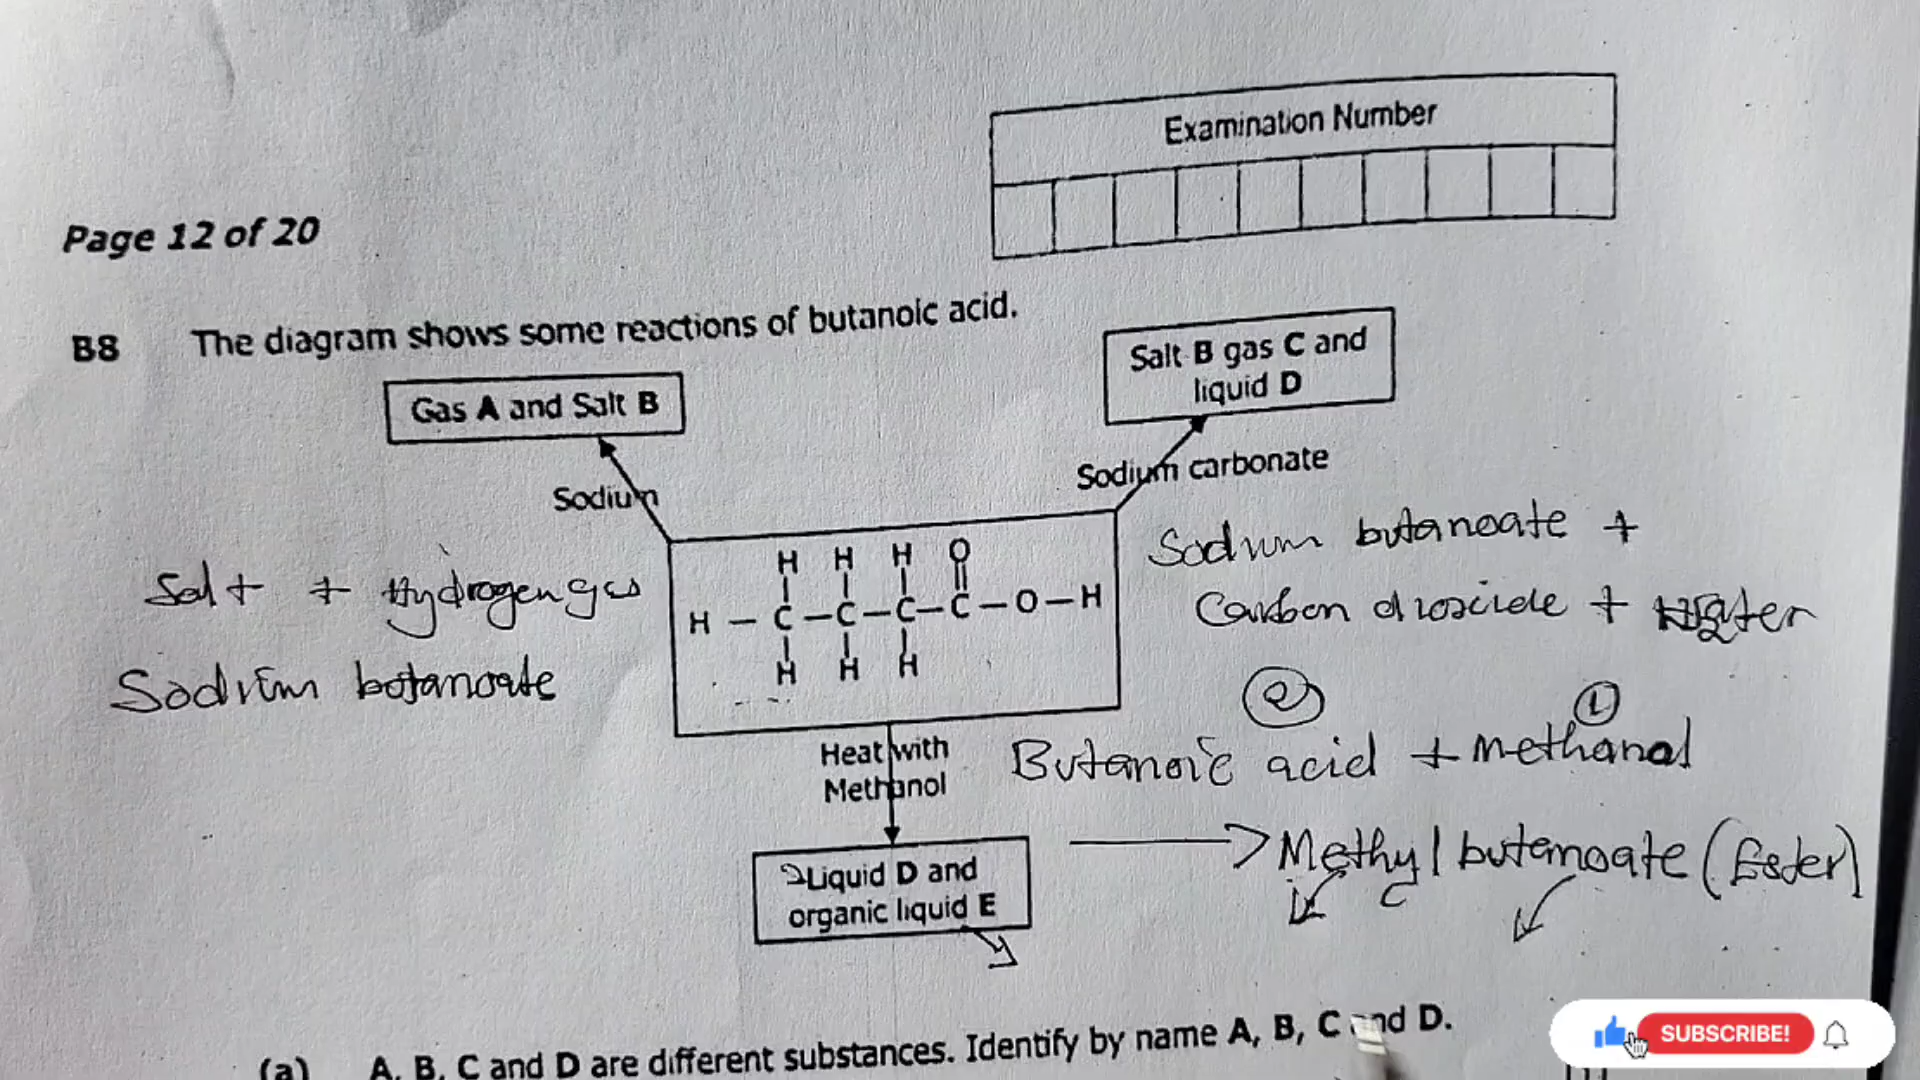 Examination Number
Page 12 of 20
B8 The diagram shows some reactions of butanoic acid.
Gas A and Salt B
Salt B gas C and
liquid D
Sodium
Sodium carbonate
Salt + Hydrogen gas
Sodium butanoate
Sodium butanoate +
Carbon dioxide + Water
H H H O
H – C – C – C – C – O – H
H H H
Heat with
Methanol
2 1
Butanoic acid + methanol
Methyl butanoate (Ester)
Liquid D and
organic liquid E
(a) A, B, C and D are different substances. Identify by name A, B, C and D.
SUBSCRIBE!